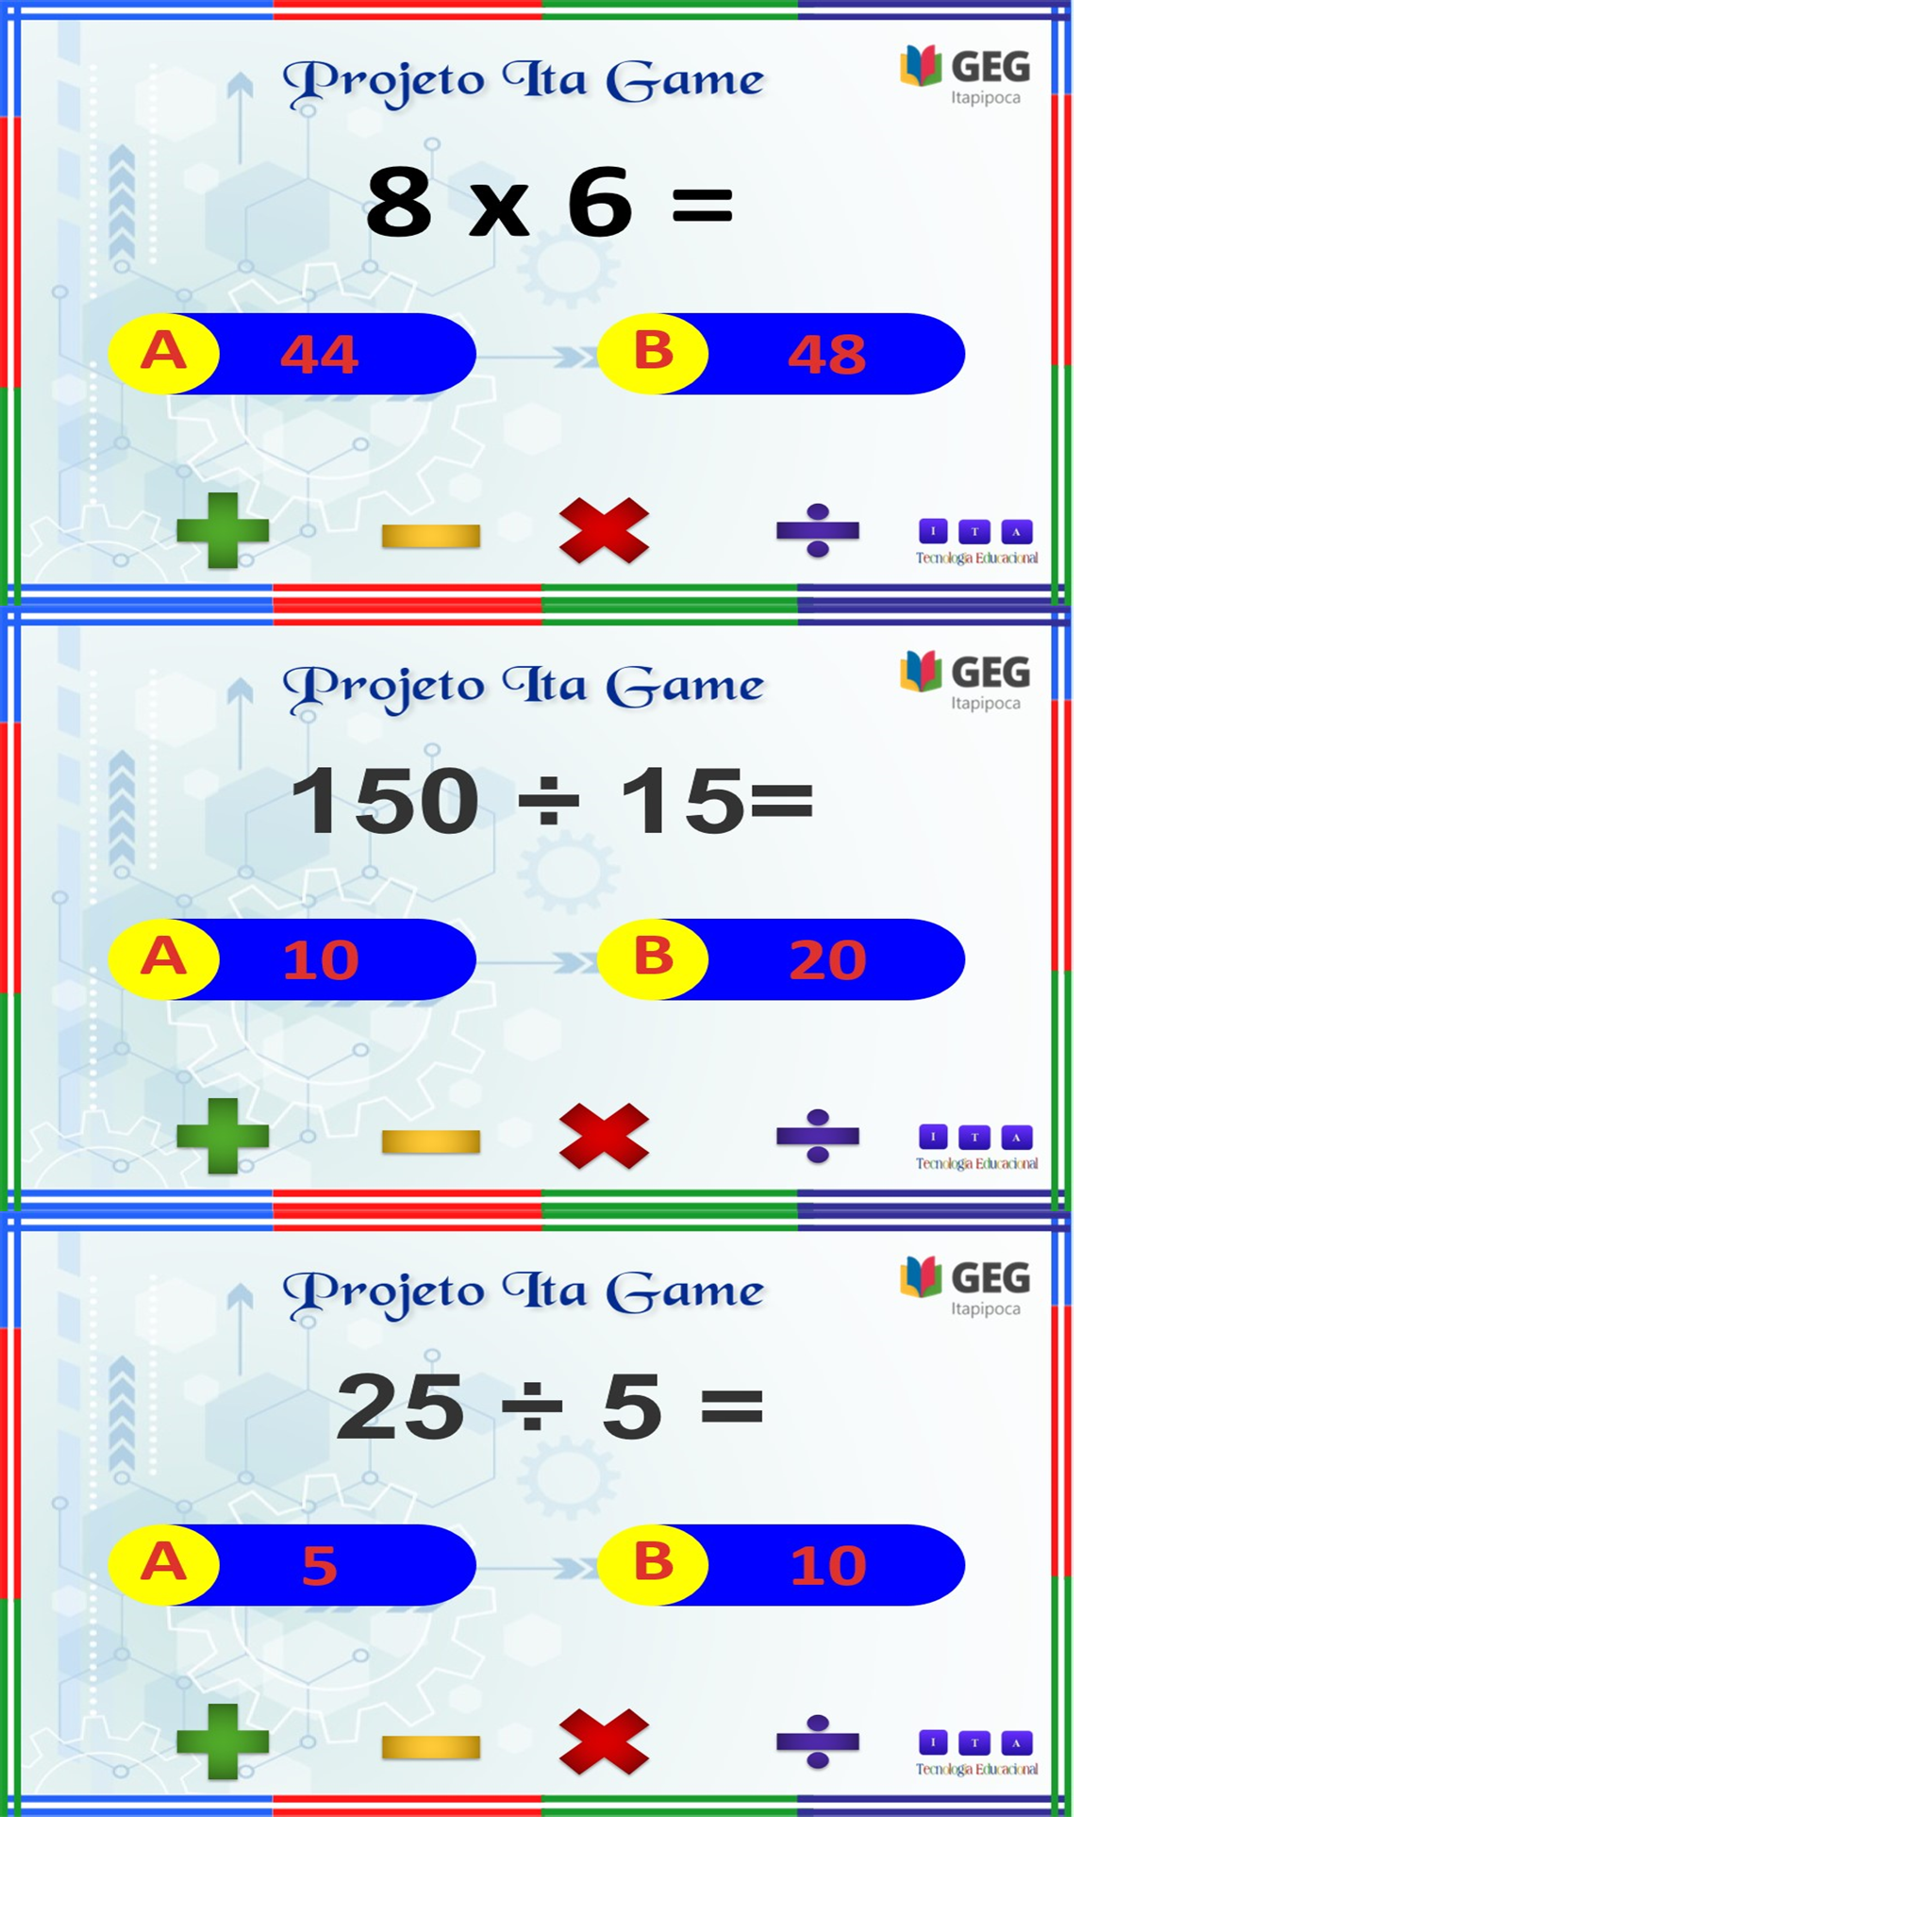 Projeto Ita Game
GEG
Itapipoca
8 x 6 =
A 44 B 48
I T A
Tecnologia Educacional
Projeto Ita Game
GEG
Itapipoca
150 ÷ 15=
A 10 B 20
I T A
Tecnologia Educacional
Projeto Ita Game
GEG
Itapipoca
25 ÷ 5 =
A 5 B 10
I T A
Tecnologia Educacional